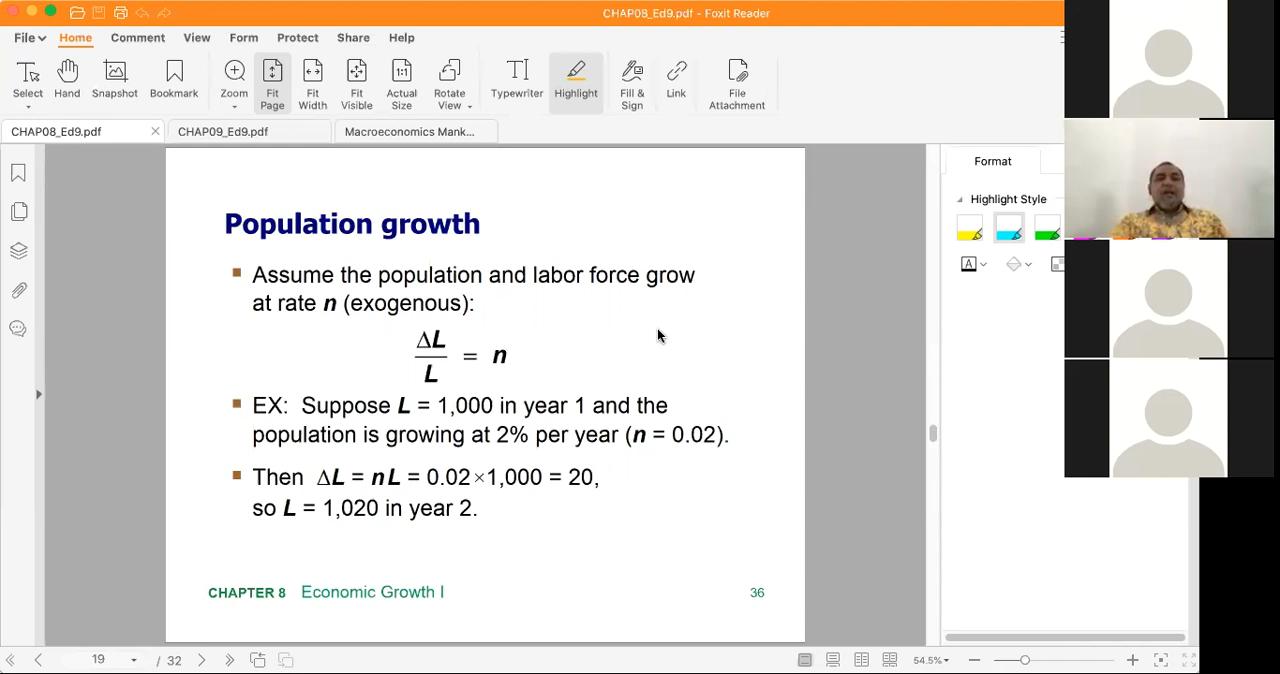 CHAP08_Ed9.pdf - Foxit Reader
File Home Comment View Form Protect Share Help
Select Hand Snapshot Bookmark Zoom Fit Page Fit Width Fit Visible Actual Size Rotate View Typewriter Highlight Fill & Sign Link File Attachment
CHAP08_Ed9.pdf CHAP09_Ed9.pdf Macroeconomics Mank...
Format
Highlight Style
Population growth
Assume the population and labor force grow
at rate n (exogenous):
ΔL
L
= n
EX: Suppose L = 1,000 in year 1 and the
population is growing at 2% per year (n = 0.02).
Then ΔL = nL = 0.02×1,000 = 20,
so L = 1,020 in year 2.
CHAPTER 8 Economic Growth I 36
19 / 32 54.5%